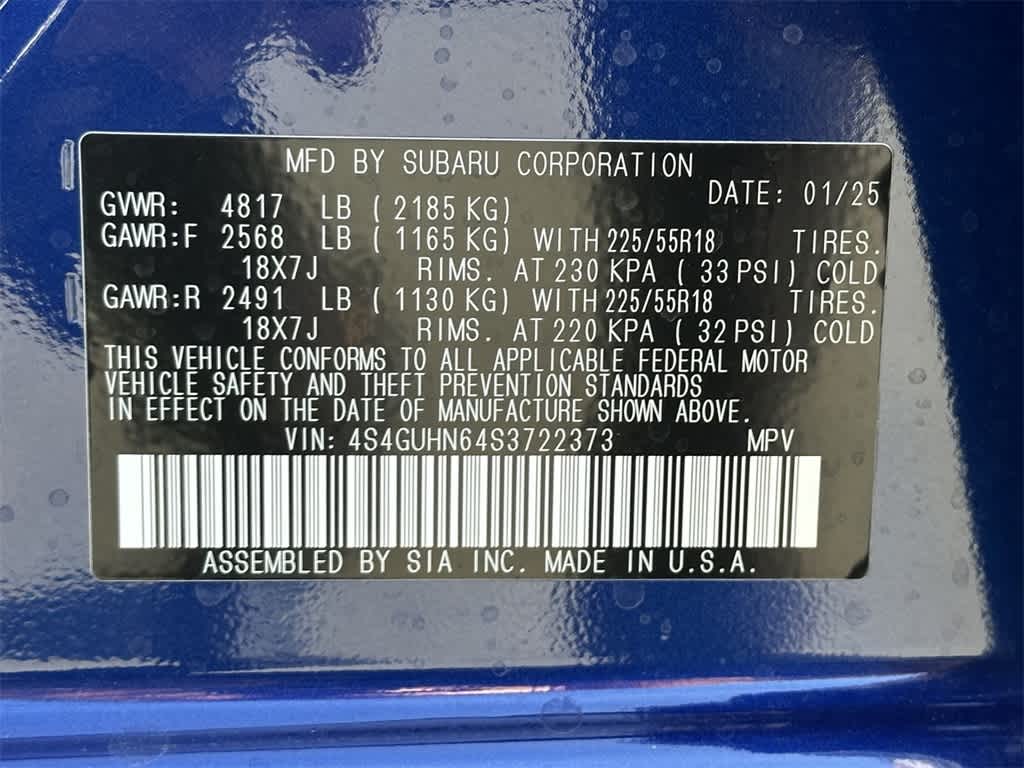 MFD BY SUBARU CORPORATION
DATE: 01/25
GVWR: 4817 LB (2185 KG)
GAWR:F 2568 LB (1165 KG) WITH 225/55R18 TIRES.
18X7J RIMS. AT 230 KPA (33 PSI) COLD
GAWR:R 2491 LB (1130 KG) WITH 225/55R18 TIRES.
18X7J RIMS. AT 220 KPA (32 PSI) COLD
THIS VEHICLE CONFORMS TO ALL APPLICABLE FEDERAL MOTOR
VEHICLE SAFETY AND THEFT PREVENTION STANDARDS
IN EFFECT ON THE DATE OF MANUFACTURE SHOWN ABOVE.
VIN: 4S4GUHN64S3722373 MPV
ASSEMBLED BY SIA INC. MADE IN U.S.A.